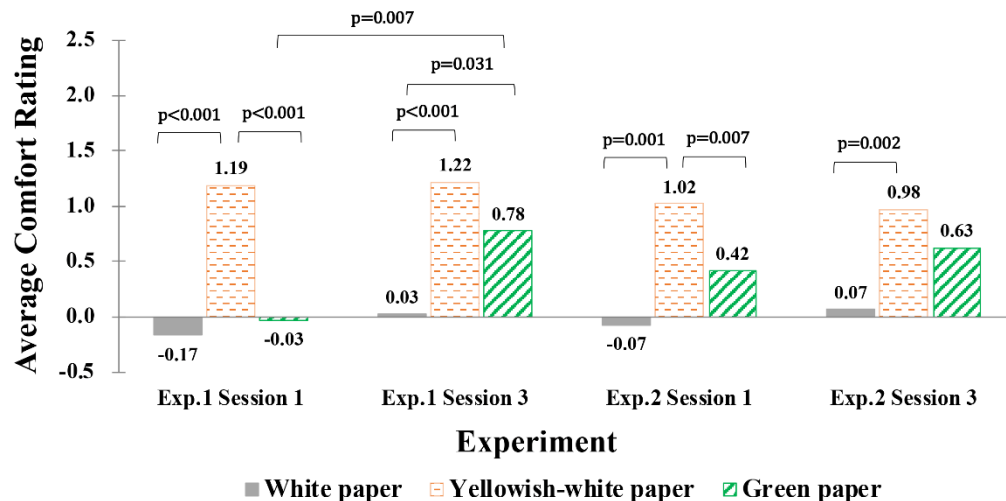 p=0.007
2.5
p=0.031
2.0
p<0.001 p<0.001 p<0.001
p=0.001 p=0.007 p=0.002
1.5
1.19 1.22 1.02 0.98
1.0
0.78 0.63
0.5
0.42
0.03 0.07
0.0
-0.17 -0.03 -0.07
-0.5
Average Comfort Rating
Exp.1 Session 1 Exp.1 Session 3 Exp.2 Session 1 Exp.2 Session 3
Experiment
White paper Yellowish-white paper Green paper